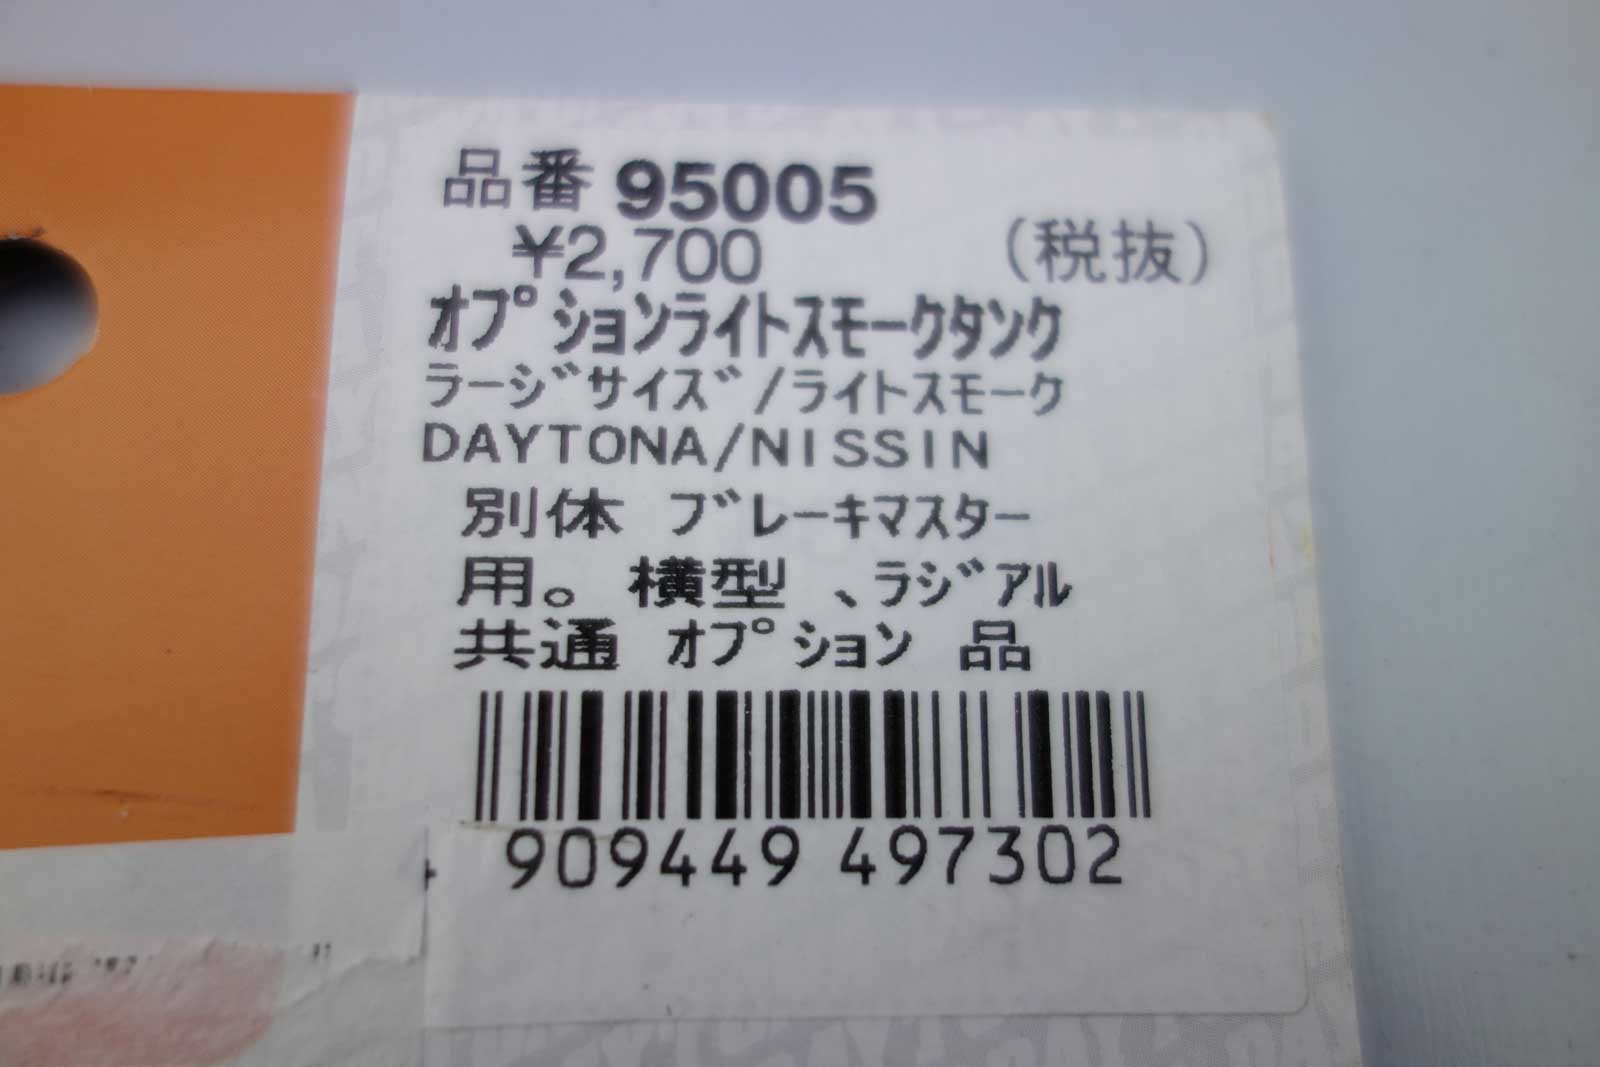 品番 95005
¥2,700 (税抜)
オプションライトスモークタンク
ラージサイズ/ライトスモーク
DAYTONA/NISSIN
別体 ブレーキマスター
用。横型 、ラジアル
共通 オプション 品
909449 497302